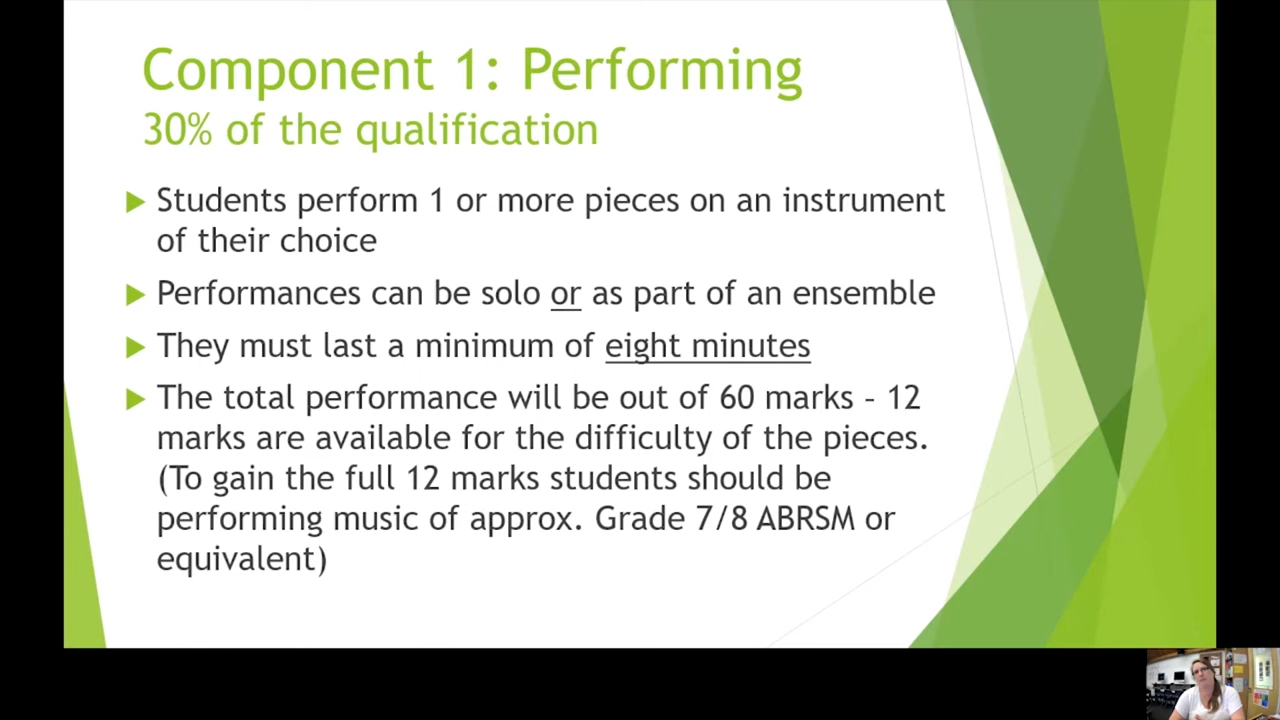 Component 1: Performing
30% of the qualification
Students perform 1 or more pieces on an instrument
of their choice
Performances can be solo or as part of an ensemble
They must last a minimum of eight minutes
The total performance will be out of 60 marks – 12
marks are available for the difficulty of the pieces.
(To gain the full 12 marks students should be
performing music of approx. Grade 7/8 ABRSM or
equivalent)